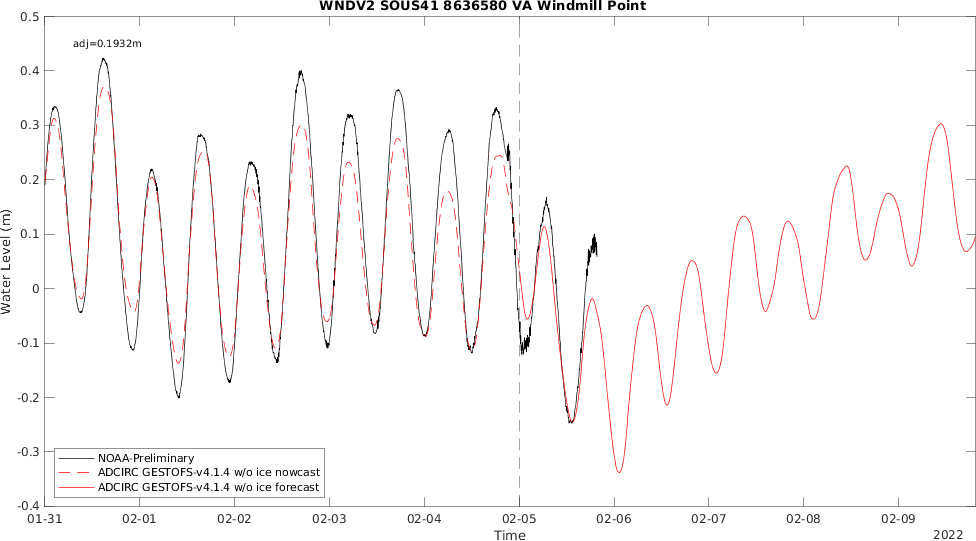 WNDV2 SOUS41 8636580 VA Windmill Point
adj=0.1932m
0.5
0.4
0.3
0.2
0.1
0
-0.1
-0.2
-0.3
-0.4
Water Level (m)
NOAA-Preliminary
ADCIRC GESTOFS-v4.1.4 w/o ice nowcast
ADCIRC GESTOFS-v4.1.4 w/o ice forecast
01-31 02-01 02-02 02-03 02-04 02-05 02-06 02-07 02-08 02-09
Time
2022